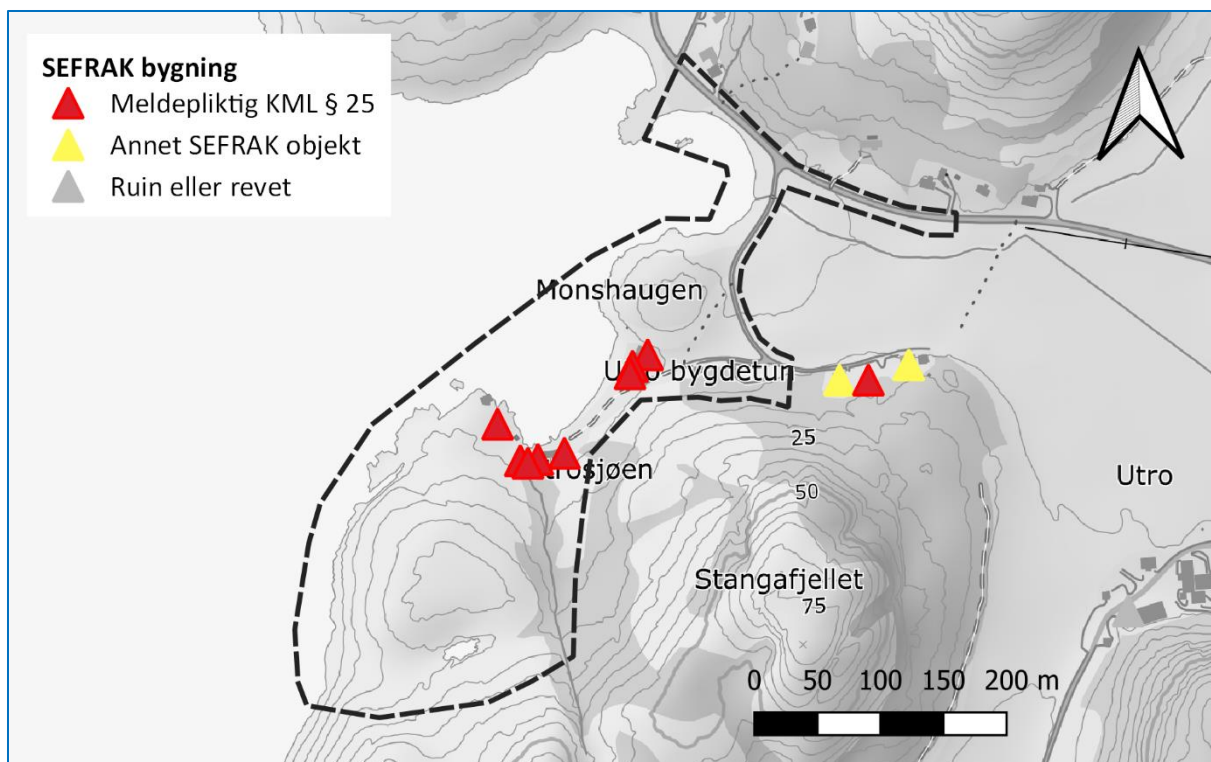 SEFRAK bygning
Meldepliktig KML § 25
Annet SEFRAK objekt
Ruin eller revet
Monshaugen
bygdetun
25
50
Utro
Stangafjellet
75
0 50 100 150 200 m